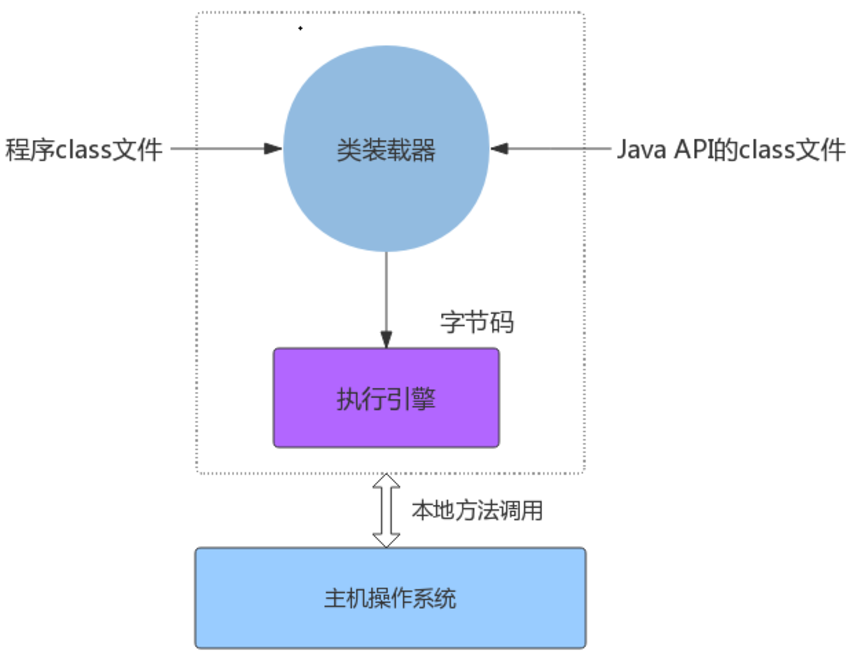 程序class文件
类装载器
Java API的class文件
字节码
执行引擎
本地方法调用
主机操作系统